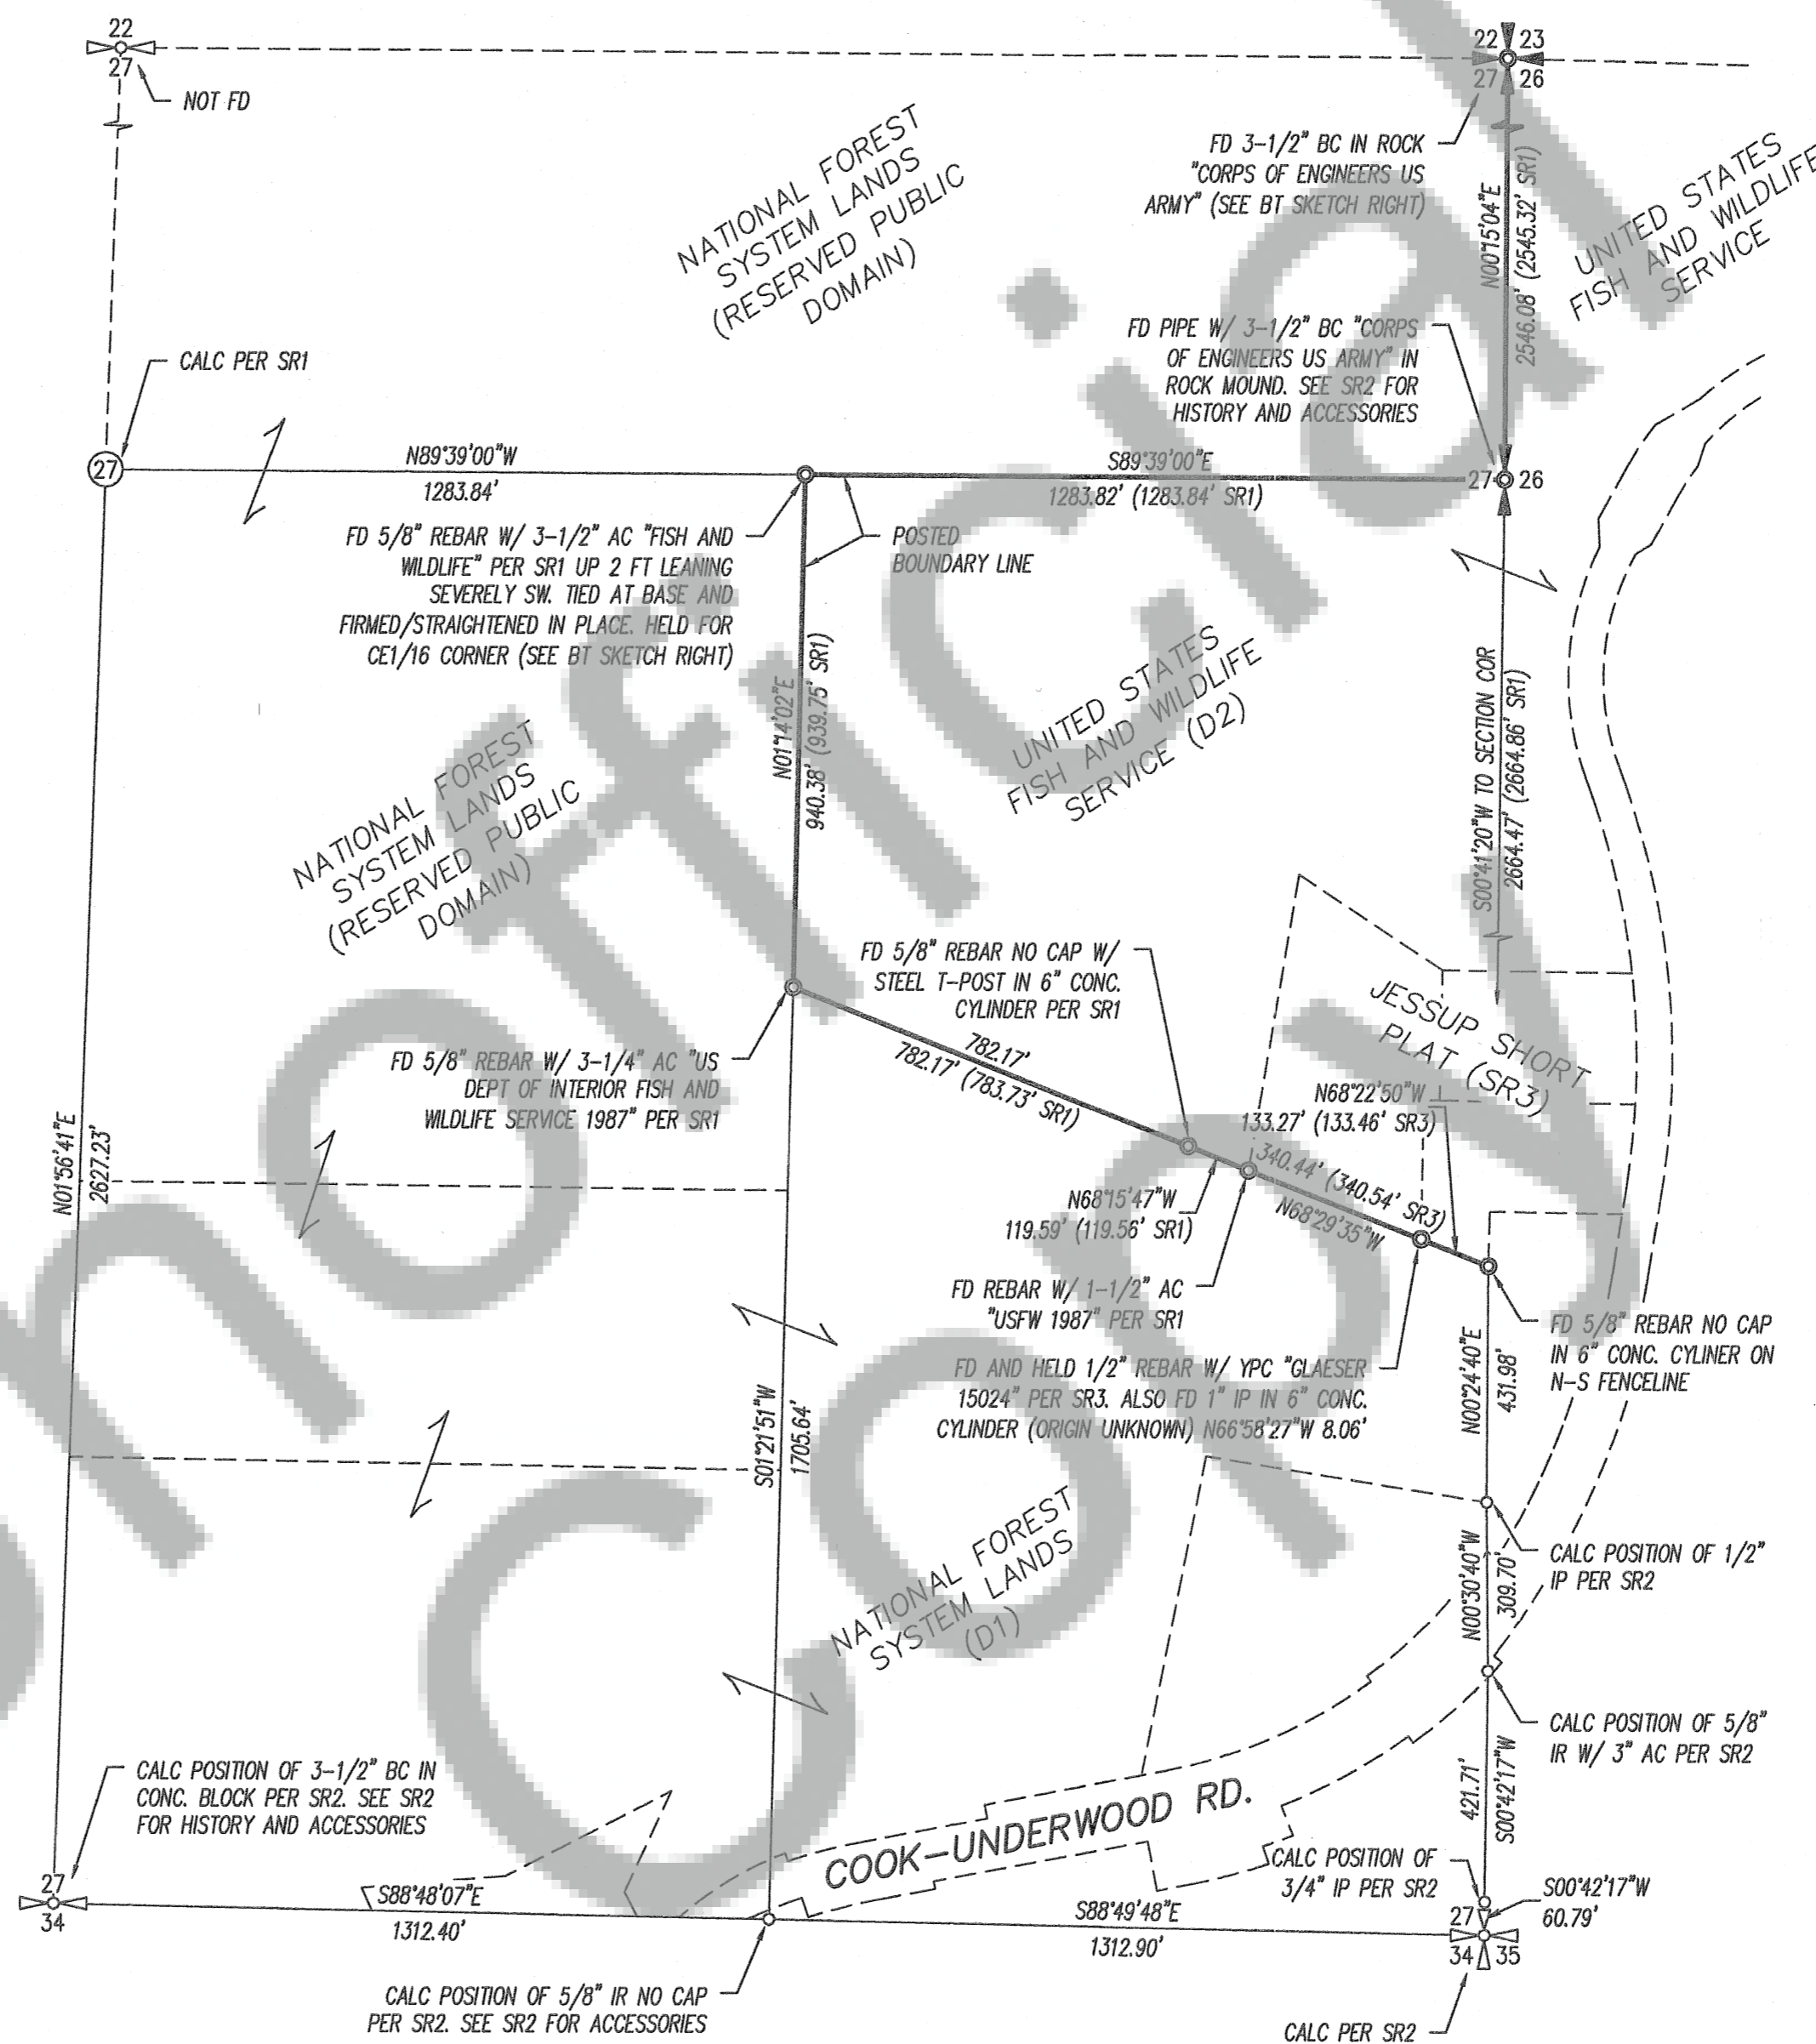 22
27
NOT FD
22 23
27 26
FD 3-1/2" BC IN ROCK
"CORPS OF ENGINEERS US
ARMY" (SEE BT SKETCH RIGHT)
N00°15'04"E
2546.08' (2545.32' SR1)
NATIONAL FOREST
SYSTEM LANDS
(RESERVED PUBLIC
DOMAIN)
UNITED STATES
FISH AND WILDLIFE
SERVICE
FD PIPE W/ 3-1/2" BC "CORPS
OF ENGINEERS US ARMY" IN
ROCK MOUND. SEE SR2 FOR
HISTORY AND ACCESSORIES
CALC PER SR1
27
N89°39'00"W
1283.84'
S89°39'00"E
1283.82' (1283.84' SR1)
27 26
FD 5/8" REBAR W/ 3-1/2" AC "FISH AND
WILDLIFE" PER SR1 UP 2 FT LEANING
SEVERELY SW. TIED AT BASE AND
FIRMED/STRAIGHTENED IN PLACE. HELD FOR
CE1/16 CORNER (SEE BT SKETCH RIGHT)
POSTED
BOUNDARY LINE
N01°14'02"E
940.38' (939.75' SR1)
UNITED STATES
FISH AND WILDLIFE
SERVICE (D2)
S00°41'20"W TO SECTION COR
2664.47' (2664.86' SR1)
NATIONAL FOREST
SYSTEM LANDS
(RESERVED PUBLIC
DOMAIN)
FD 5/8" REBAR NO CAP W/
STEEL T-POST IN 6" CONC.
CYLINDER PER SR1
JESSUP SHORT
PLAT (SR3)
FD 5/8" REBAR W/ 3-1/4" AC "US
DEPT OF INTERIOR FISH AND
WILDLIFE SERVICE 1987" PER SR1
782.17'
782.17' (783.73' SR1)
N68°22'50"W
133.27' (133.46' SR3)
340.44' (340.54' SR3)
N68°29'35"W
N68°15'47"W
119.59' (119.56' SR1)
N01°56'41"E
2627.23'
FD REBAR W/ 1-1/2" AC
"USFW 1987" PER SR1
FD 5/8" REBAR NO CAP
IN 6" CONC. CYLINER ON
N-S FENCELINE
FD AND HELD 1/2" REBAR W/ YPC "GLAESER
15024" PER SR3. ALSO FD 1" IP IN 6" CONC.
CYLINDER (ORIGIN UNKNOWN) N66°58'27"W 8.06'
N00°24'40"E
431.98'
S01°21'51"W
1705.64'
NATIONAL FOREST
SYSTEM LANDS
(D1)
CALC POSITION OF 1/2"
IP PER SR2
N00°30'40"W
309.70'
CALC POSITION OF 5/8"
IR W/ 3" AC PER SR2
421.71'
S00°42'17"W
CALC POSITION OF 3-1/2" BC IN
CONC. BLOCK PER SR2. SEE SR2
FOR HISTORY AND ACCESSORIES
COOK-UNDERWOOD RD.
CALC POSITION OF
3/4" IP PER SR2
S00°42'17"W
60.79'
27
34
S88°48'07"E
1312.40'
S88°49'48"E
1312.90'
27
34 35
CALC POSITION OF 5/8" IR NO CAP
PER SR2. SEE SR2 FOR ACCESSORIES
CALC PER SR2